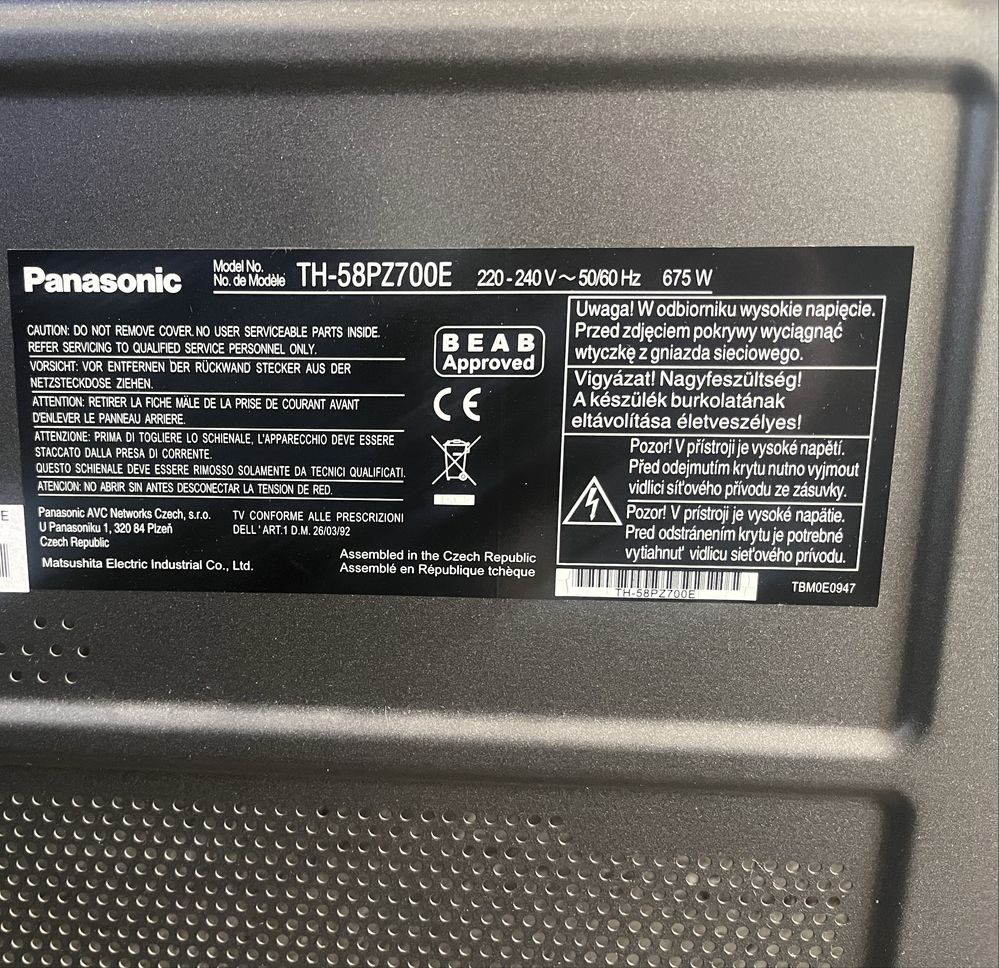 Panasonic
Model No.
No. de Modèle
TH-58PZ700E
220 - 240 V ~ 50/60 Hz
675 W
CAUTION: DO NOT REMOVE COVER. NO USER SERVICEABLE PARTS INSIDE.
REFER SERVICING TO QUALIFIED SERVICE PERSONNEL ONLY.
VORSICHT: VOR ENTFERNEN DER RÜCKWAND STECKER AUS DER
NETZSTECKDOSE ZIEHEN.
ATTENTION: RETIRER LA FICHE MÂLE DE LA PRISE DE COURANT AVANT
D'ENLEVER LE PANNEAU ARRIERE.
ATTENZIONE: PRIMA DI TOGLIERE LO SCHIENALE, L'APPARECCHIO DEVE ESSERE
STACCATO DALLA PRESA DI CORRENTE.
QUESTO SCHIENALE DEVE ESSERE RIMOSSO SOLAMENTE DA TECNICI QUALIFICATI.
ATENCION: NO ABRIR SIN ANTES DESCONECTAR LA TENSION DE RED.
Panasonic AVC Networks Czech, s.r.o.
U Panasoniku 1, 320 84 Plzeň
Czech Republic
Matsushita Electric Industrial Co., Ltd.
TV CONFORME ALLE PRESCRIZIONI
DELL' ART.1 D.M. 26/03/92
Assembled in the Czech Republic
Assemblé en République tchèque
BEAB
Approved
CE
Uwaga! W odbiorniku wysokie napięcie.
Przed zdjęciem pokrywy wyciągnąć
wtyczkę z gniazda sieciowego.
Vigyázat! Nagyfeszültség!
A készülék burkolatának
eltávolítása életveszélyes!
Pozor! V přístroji je vysoké napětí.
Před odejmutím krytu nutno vyjmout
vidlici síťového přívodu ze zásuvky.
Pozor! V prístroji je vysoké napätie.
Pred odstránením krytu je potrebné
vytiahnuť vidlicu sieťového prívodu.
TH-58PZ700E
TBM0E0947
E